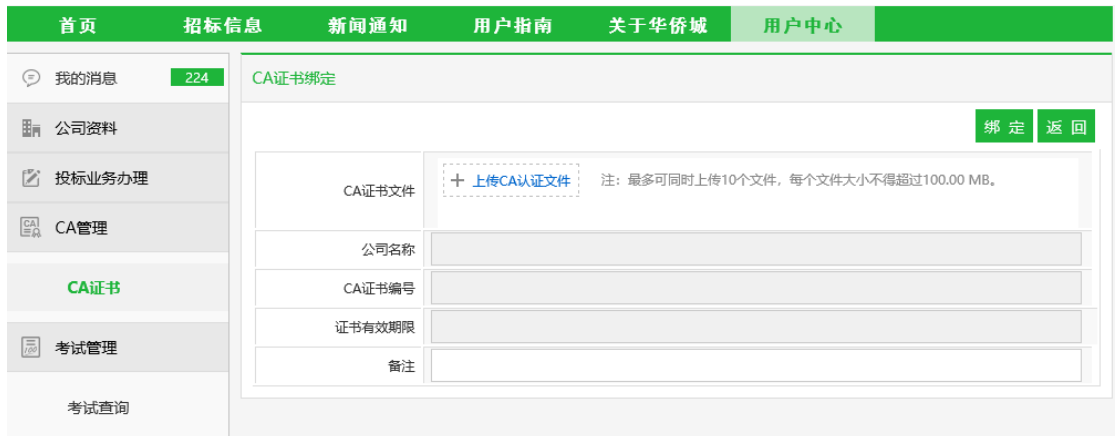 首页 招标信息 新闻通知 用户指南 关于华侨城 用户中心
我的消息 224
公司资料
投标业务办理
CA管理
CA证书
考试管理
考试查询
CA证书绑定
绑 定 返 回
CA证书文件 + 上传CA认证文件 注：最多可同时上传10个文件，每个文件大小不得超过100.00 MB。
公司名称
CA证书编号
证书有效期限
备注